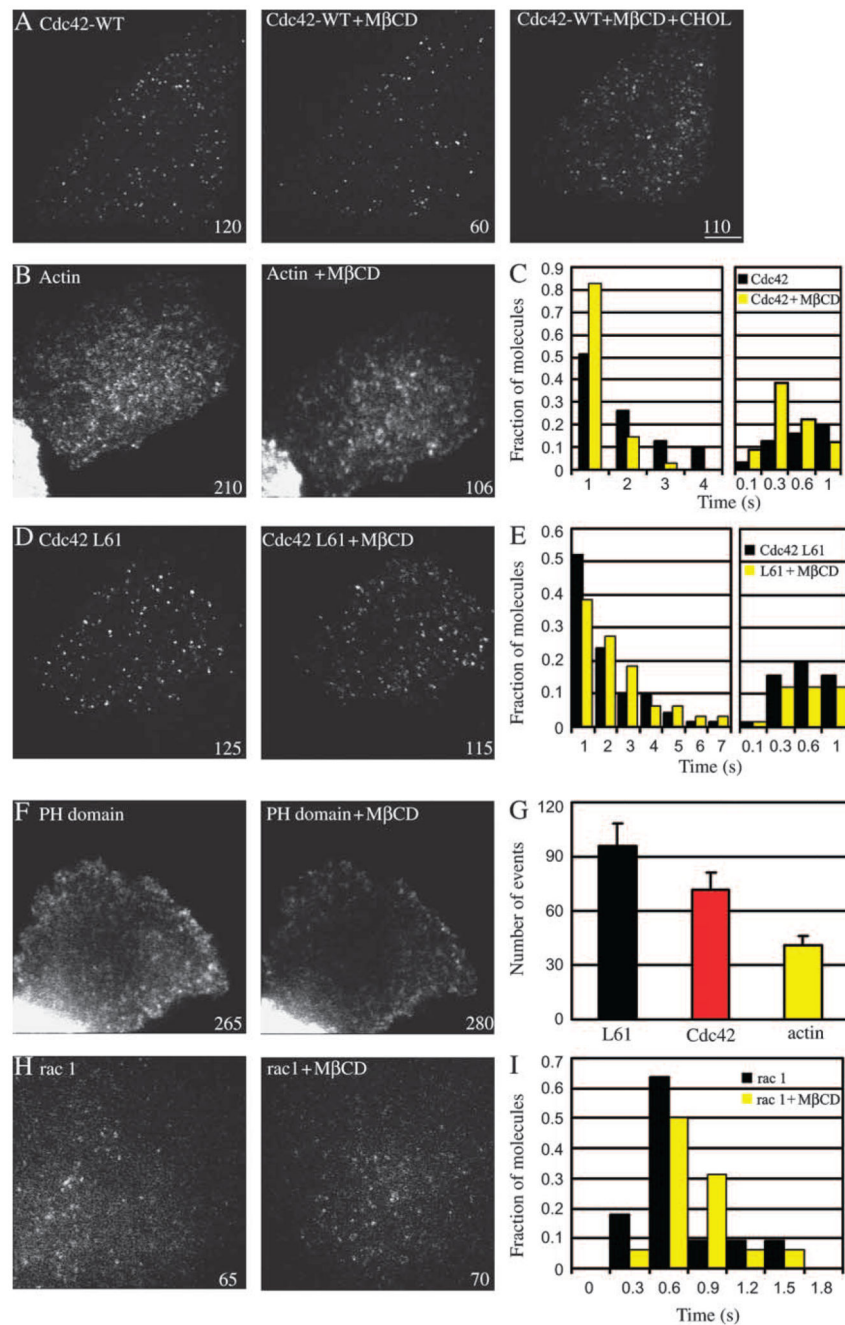 A Cdc42-WT
120
Cdc42-WT+MβCD
60
Cdc42-WT+MβCD+CHOL
110
B Actin
210
Actin+MβCD
106
C
Fraction of molecules
0.9
0.8
0.7
0.6
0.5
0.4
0.3
0.2
0.1
0
1 2 3 4
Cdc42
Cdc42+MβCD
0.1 0.3 0.6 1
Time (s)
D Cdc42 L61
125
Cdc42 L61+MβCD
115
E
Fraction of molecules
0.6
0.5
0.4
0.3
0.2
0.1
0
1 2 3 4 5 6 7
Cdc42 L61
L61+MβCD
0.1 0.3 0.6 1
Time (s)
F PH domain
265
PH domain+MβCD
280
G
Number of events
120
90
60
30
0
L61 Cdc42 actin
H rac 1
65
rac1+MβCD
70
I
Fraction of molecules
0.7
0.6
0.5
0.4
0.3
0.2
0.1
0
rac 1
rac 1+MβCD
0 0.3 0.6 0.9 1.2 1.5 1.8
Time (s)